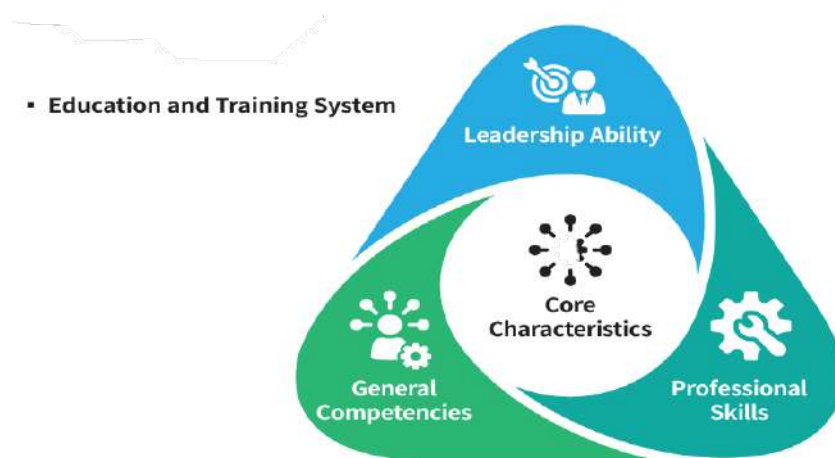 ▪ Education and Training System
Leadership Ability
Core
Characteristics
General
Competencies
Professional
Skills